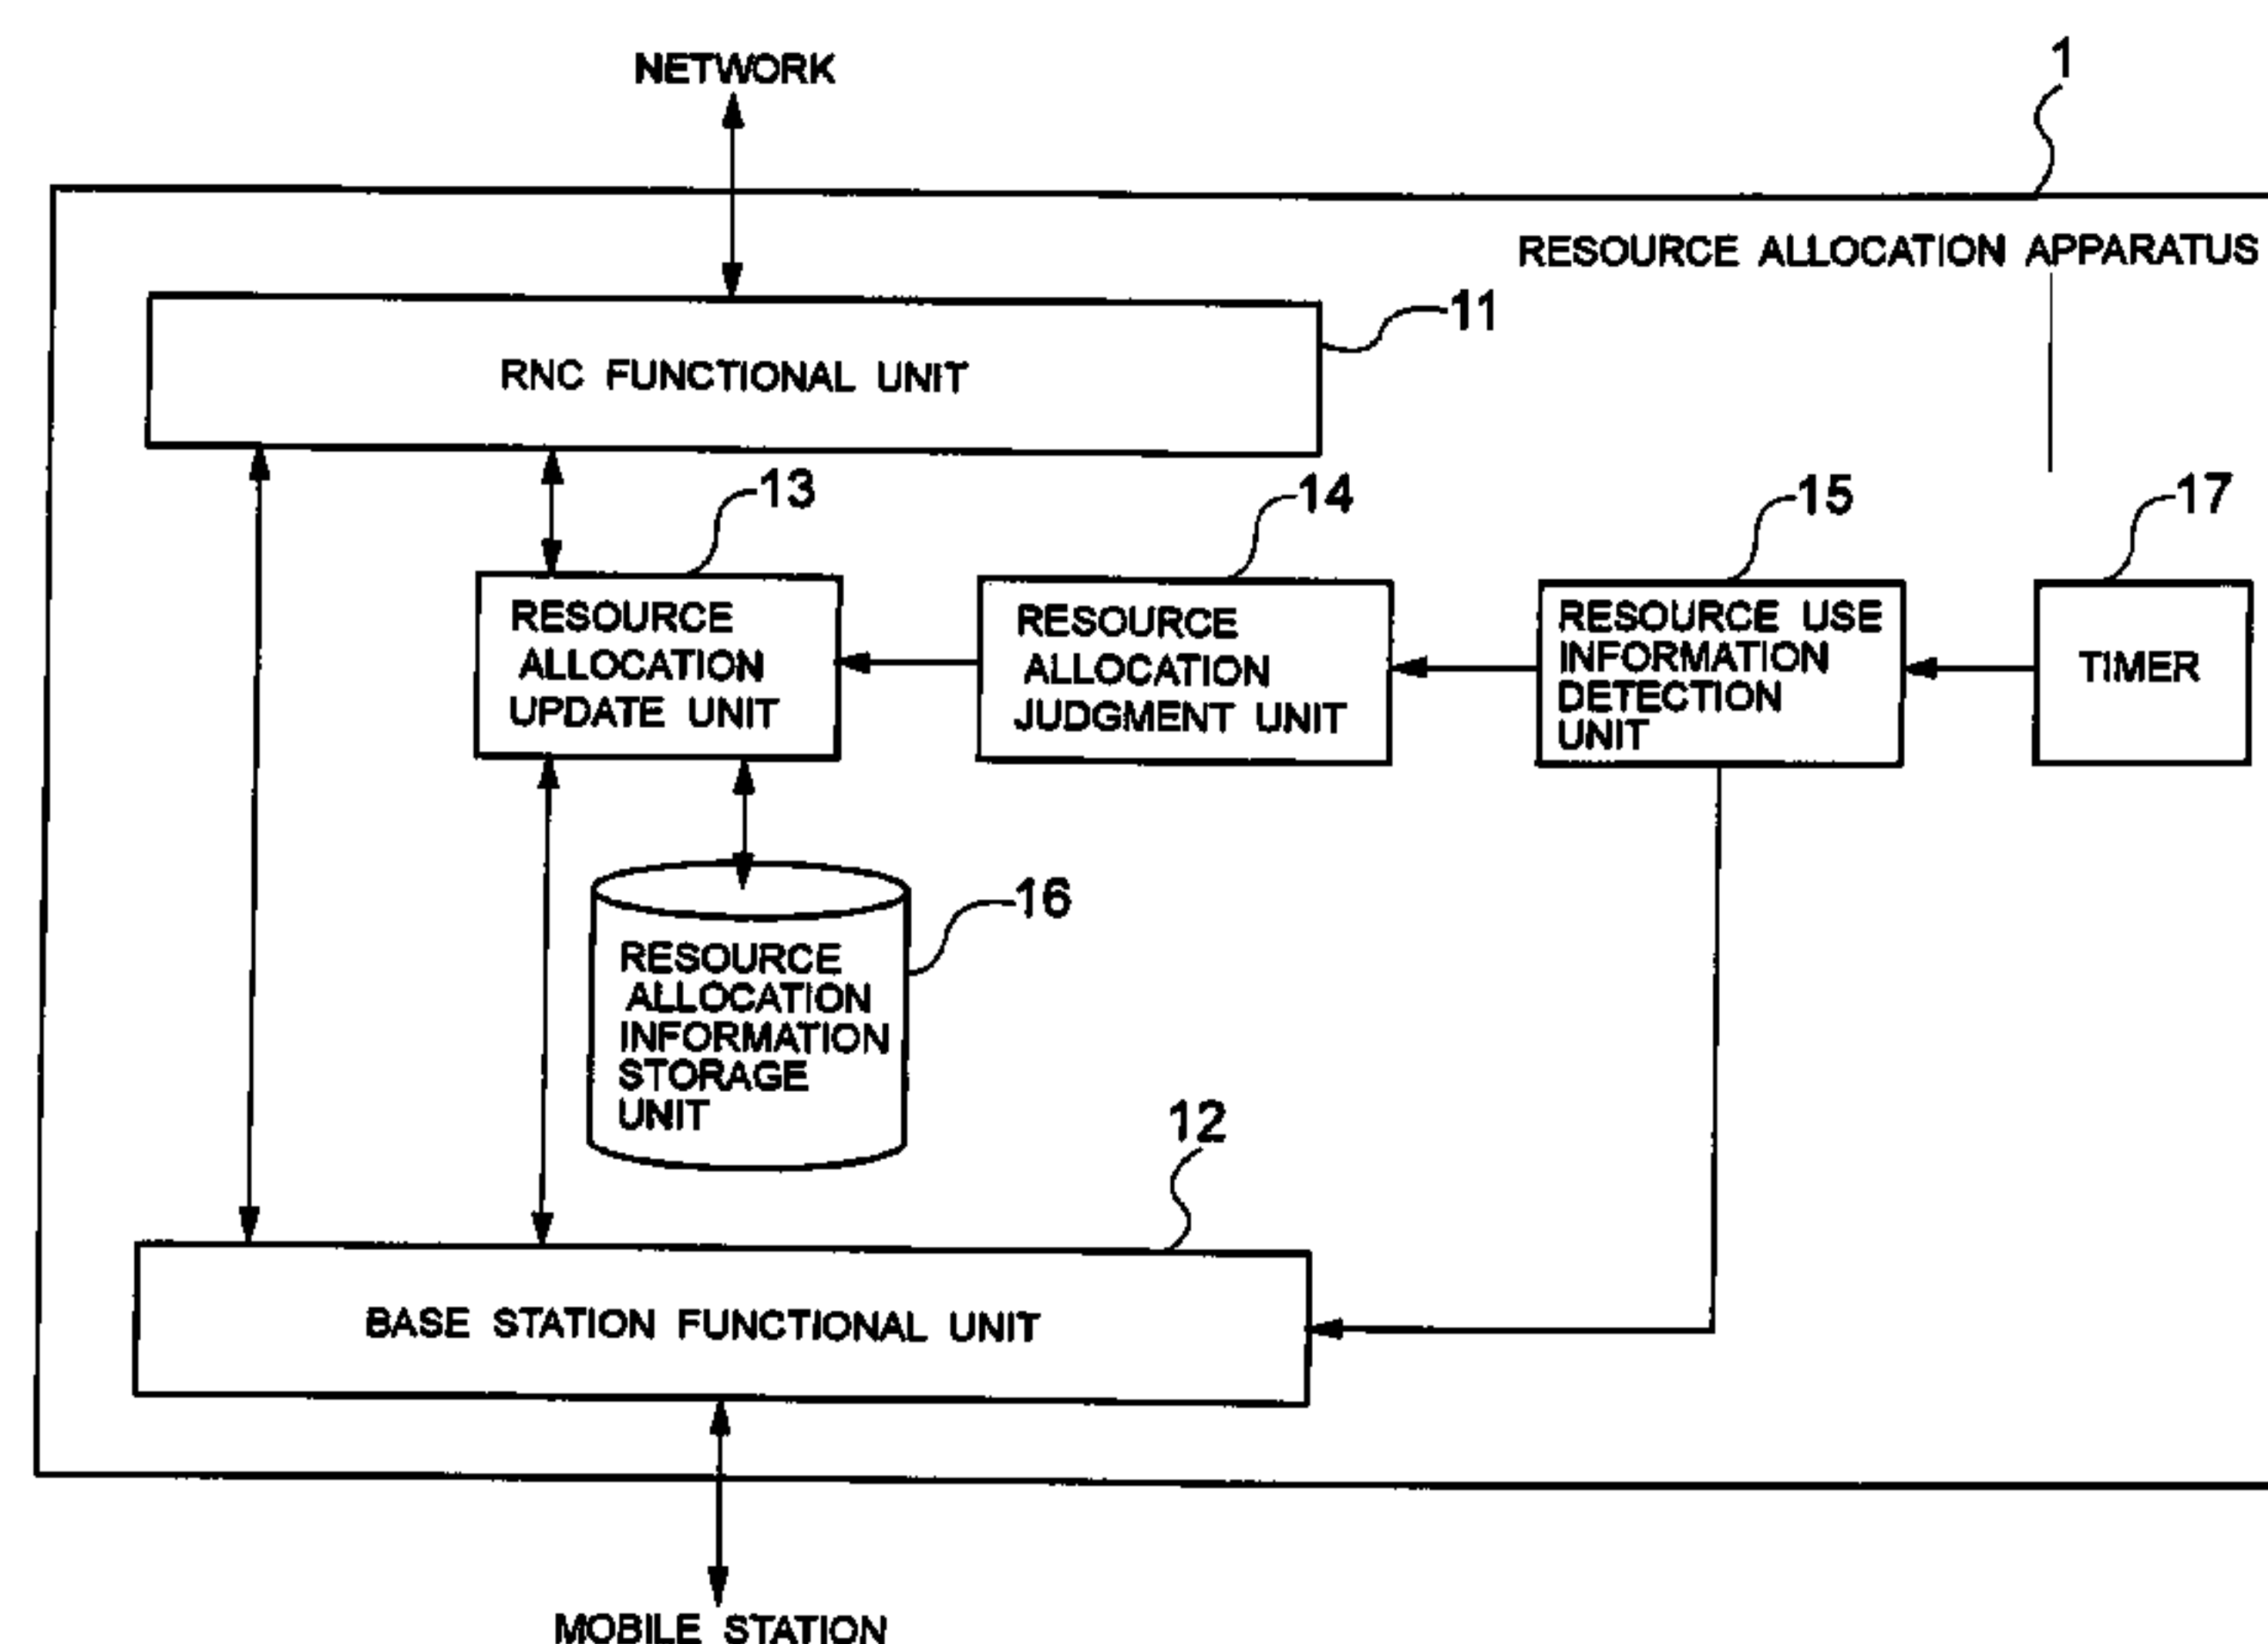 NETWORK
1
RESOURCE ALLOCATION APPARATUS
11
RNC FUNCTIONAL UNIT
13
14
15
17
RESOURCE
ALLOCATION
UPDATE UNIT
RESOURCE
ALLOCATION
JUDGMENT UNIT
RESOURCE USE
INFORMATION
DETECTION
UNIT
TIMER
16
RESOURCE
ALLOCATION
INFORMATION
STORAGE
UNIT
12
BASE STATION FUNCTIONAL UNIT
MOBILE STATION